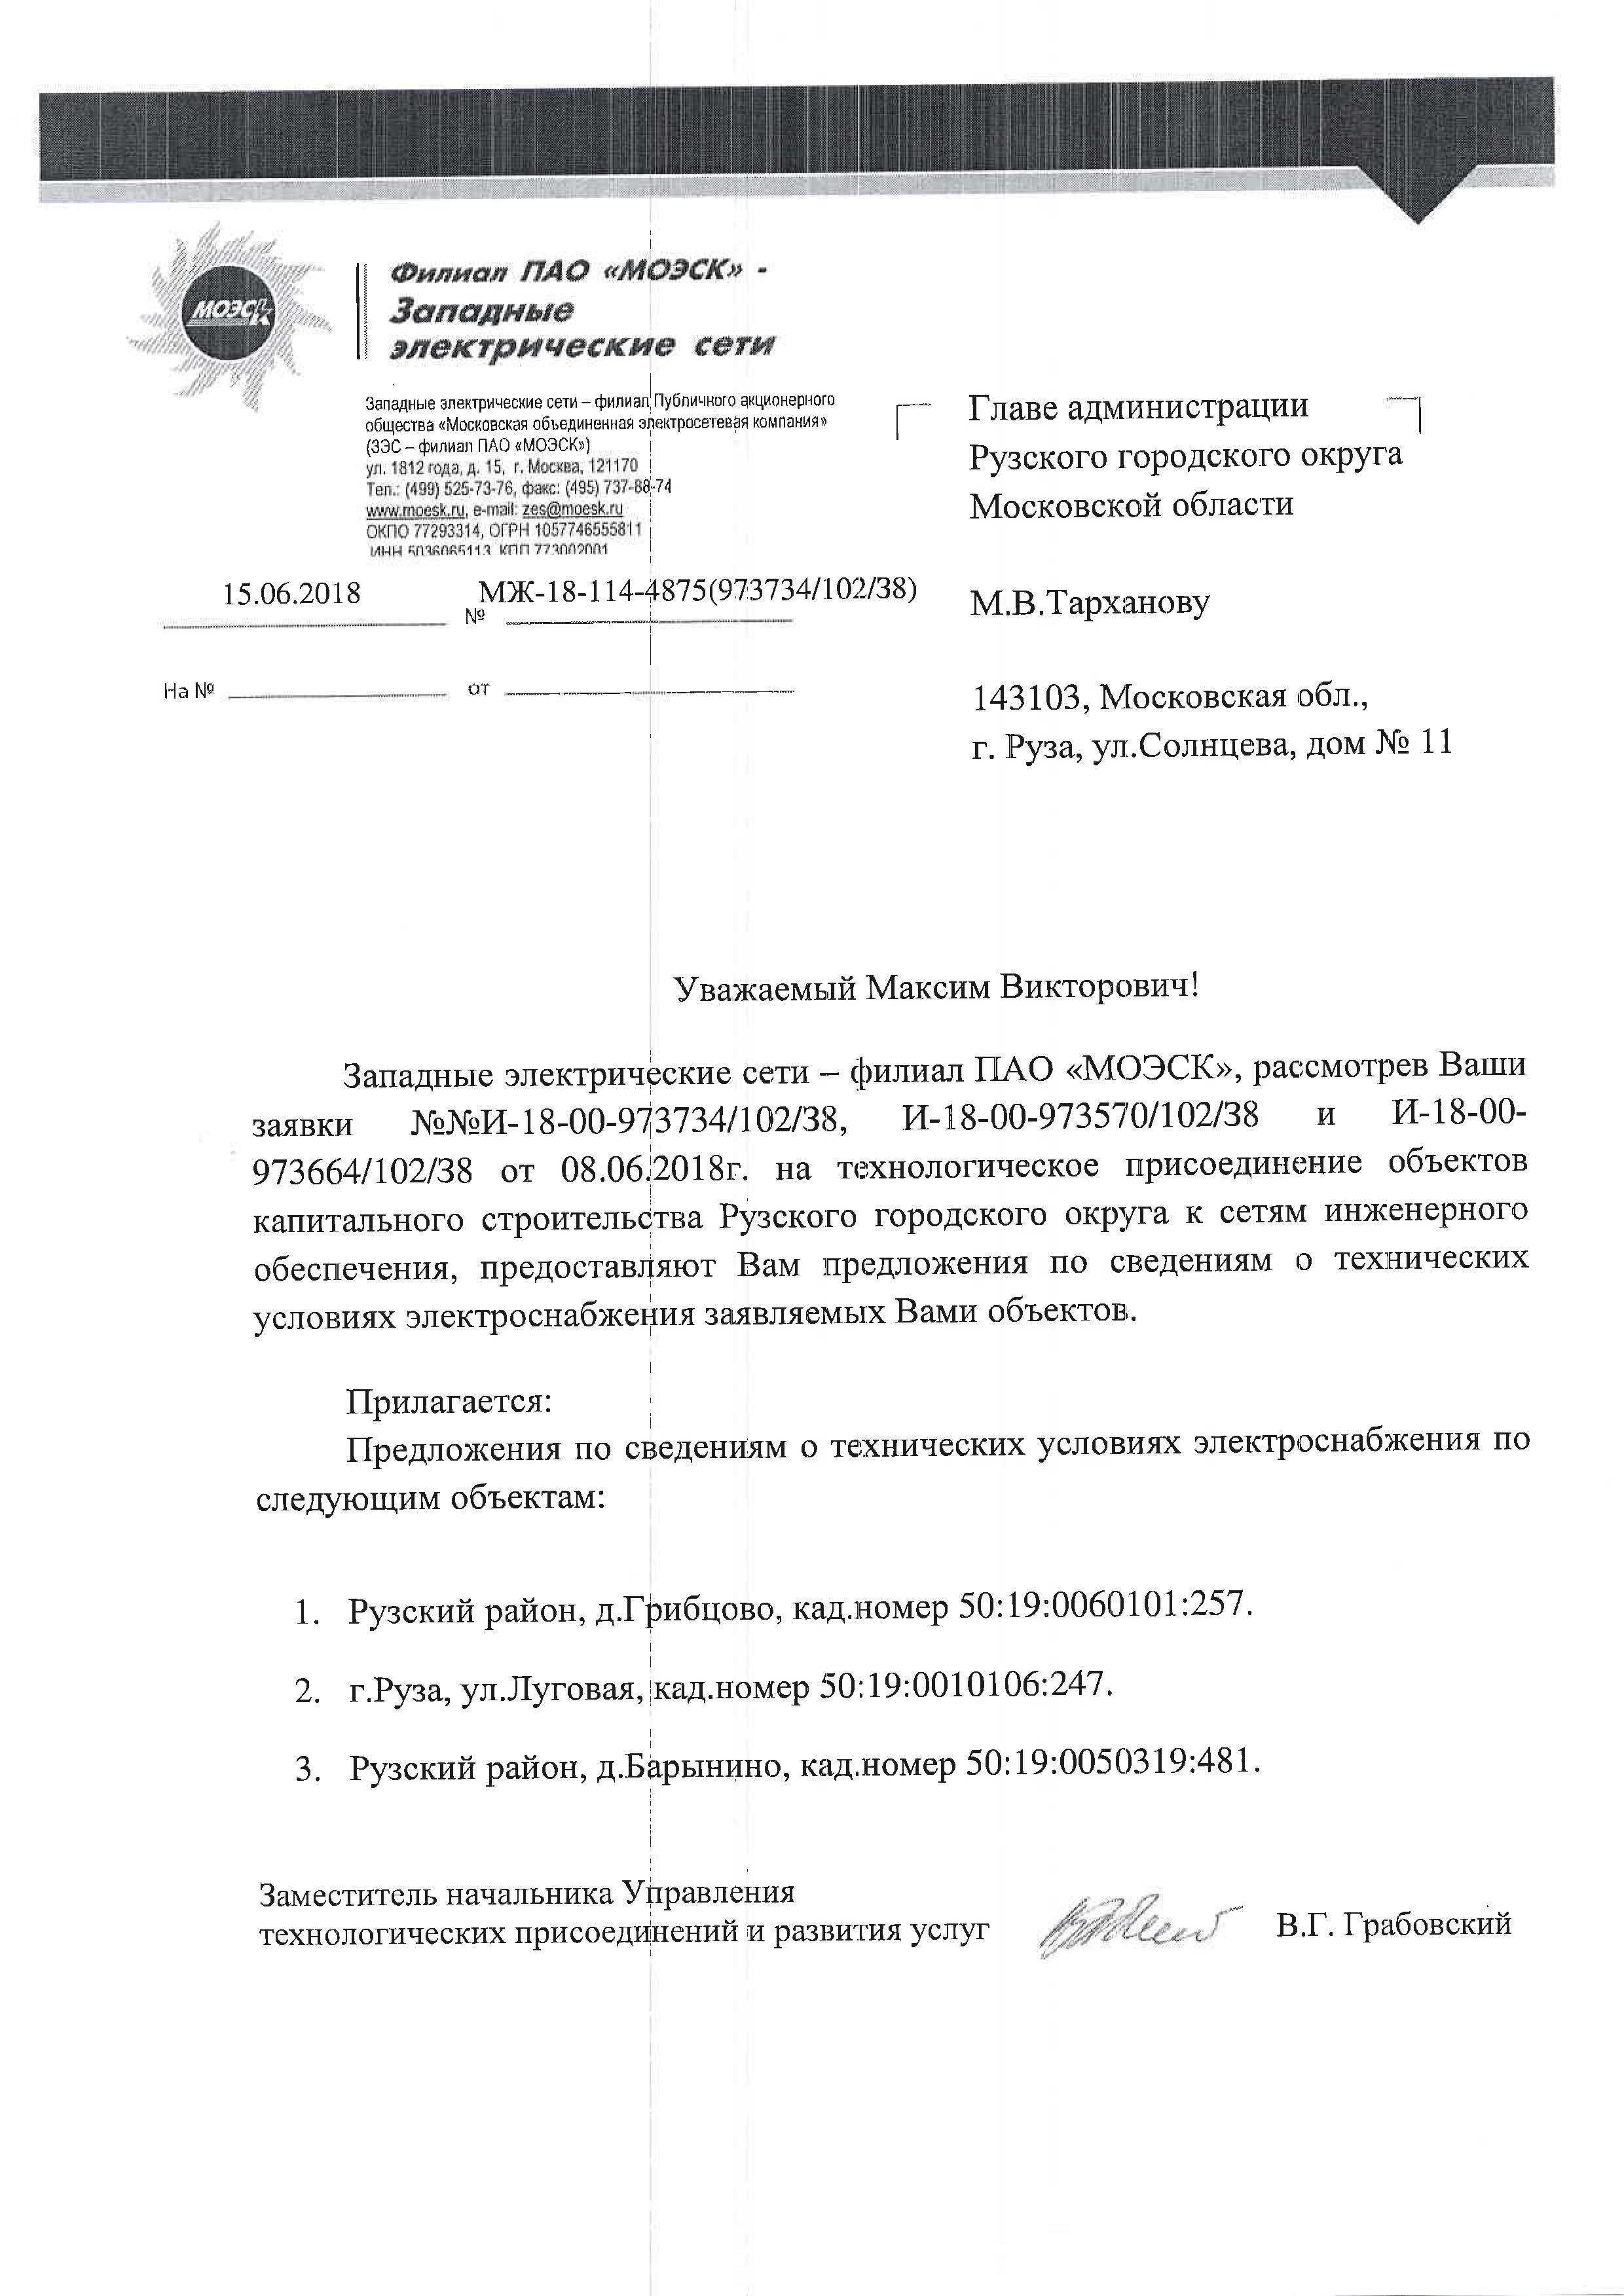 МОЭСК
Филиал ПАО «МОЭСК» -
Западные
электрические сети
Западные электрические сети – филиал Публичного акционерного
общества «Московская объединенная электросетевая компания»
(ЗЭС – филиал ПАО «МОЭСК»)
ул. 1812 года, д. 15, г. Москва, 121170
Тел.: (499) 525-73-76, факс: (495) 737-88-74
www.moesk.ru, e-mail: zes@moesk.ru
ОКПО 77293314, ОГРН 1057746555811
ИНН 5036065113 КПП 773002001
15.06.2018 № МЖ-18-114-4875(973734/102/38)
На № от
Главе администрации
Рузского городского округа
Московской области
М.В.Тарханову
143103, Московская обл.,
г. Руза, ул.Солнцева, дом № 11
Уважаемый Максим Викторович!
Западные электрические сети – филиал ПАО «МОЭСК», рассмотрев Ваши
заявки №№И-18-00-973734/102/38, И-18-00-973570/102/38 и И-18-00-
973664/102/38 от 08.06.2018г. на технологическое присоединение объектов
капитального строительства Рузского городского округа к сетям инженерного
обеспечения, предоставляют Вам предложения по сведениям о технических
условиях электроснабжения заявляемых Вами объектов.
Прилагается:
Предложения по сведениям о технических условиях электроснабжения по
следующим объектам:
1. Рузский район, д.Грибцово, кад.номер 50:19:0060101:257.
2. г.Руза, ул.Луговая, кад.номер 50:19:0010106:247.
3. Рузский район, д.Барынино, кад.номер 50:19:0050319:481.
Заместитель начальника Управления
технологических присоединений и развития услуг В.Г. Грабовский